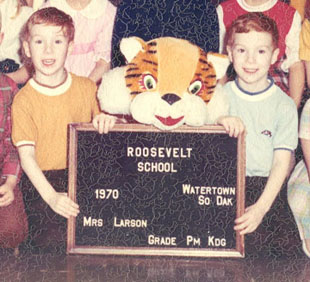 ROOSEVELT
SCHOOL
1970
WATERTOWN
SO DAK
MRS LARSON
GRADE PM KDG